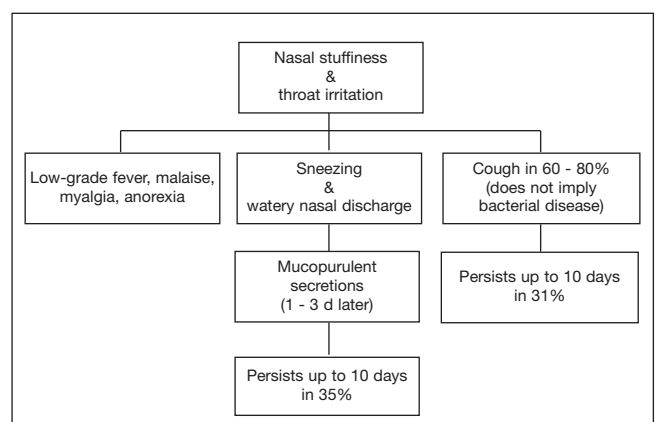 Nasal stuffiness
&
throat irritation
Low-grade fever, malaise,
myalgia, anorexia
Sneezing
&
watery nasal discharge
Cough in 60 - 80%
(does not imply
bacterial disease)
Mucopurulent
secretions
(1 - 3 d later)
Persists up to 10 days
in 31%
Persists up to 10 days
in 35%